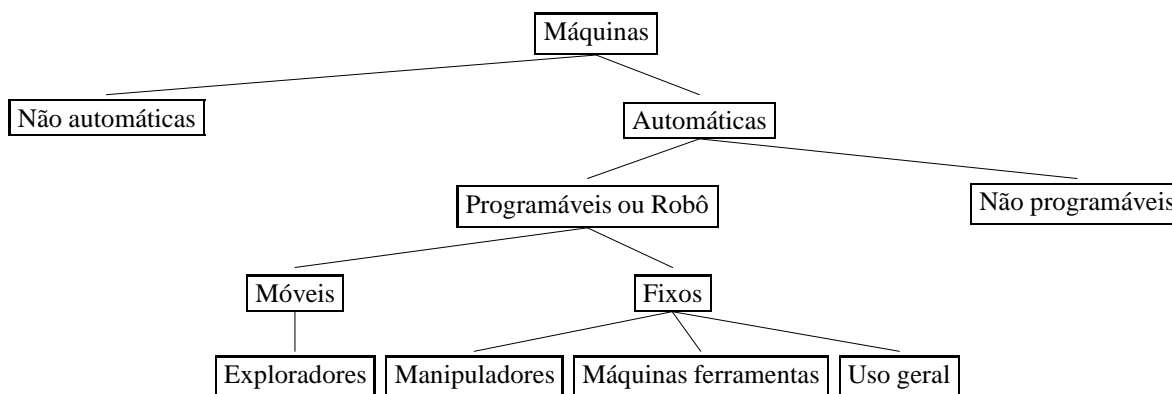 Máquinas
Não automáticas
Automáticas
Programáveis ou Robô
Não programáveis
Móveis
Fixos
Exploradores
Manipuladores
Máquinas ferramentas
Uso geral